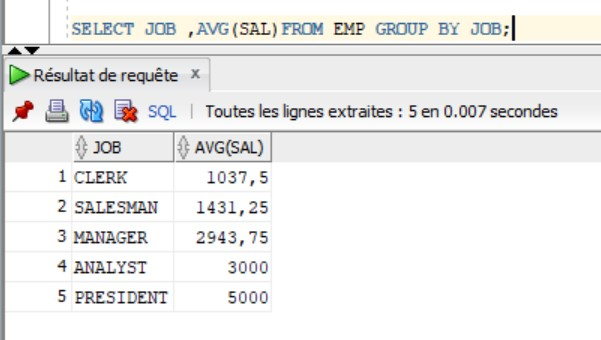 SELECT JOB ,AVG(SAL)FROM EMP GROUP BY JOB;
Résultat de requête x
SQL | Toutes les lignes extraites : 5 en 0.007 secondes
JOB AVG(SAL)
1 CLERK 1037,5
2 SALESMAN 1431,25
3 MANAGER 2943,75
4 ANALYST 3000
5 PRESIDENT 5000